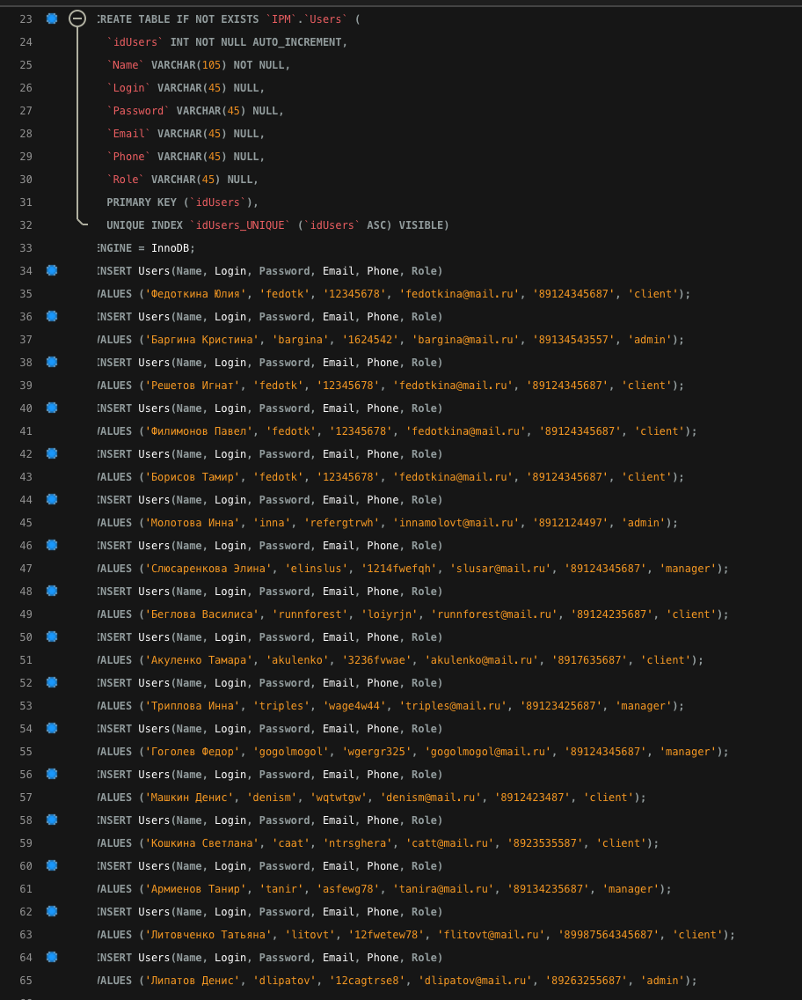 23 CREATE TABLE IF NOT EXISTS `IPM`.`Users` (
24 `idUsers` INT NOT NULL AUTO_INCREMENT,
25 `Name` VARCHAR(105) NOT NULL,
26 `Login` VARCHAR(45) NULL,
27 `Password` VARCHAR(45) NULL,
28 `Email` VARCHAR(45) NULL,
29 `Phone` VARCHAR(45) NULL,
30 `Role` VARCHAR(45) NULL,
31 PRIMARY KEY (`idUsers`),
32 UNIQUE INDEX `idUsers_UNIQUE` (`idUsers` ASC) VISIBLE)
33 ENGINE = InnoDB;
34 INSERT Users(Name, Login, Password, Email, Phone, Role)
35 VALUES ('Федоткина Юлия', 'fedotk', '12345678', 'fedotkina@mail.ru', '89124345687', 'client');
36 INSERT Users(Name, Login, Password, Email, Phone, Role)
37 VALUES ('Баргина Кристина', 'bargina', '1624542', 'bargina@mail.ru', '89134543557', 'admin');
38 INSERT Users(Name, Login, Password, Email, Phone, Role)
39 VALUES ('Решетов Игнат', 'fedotk', '12345678', 'fedotkina@mail.ru', '89124345687', 'client');
40 INSERT Users(Name, Login, Password, Email, Phone, Role)
41 VALUES ('Филимонов Павел', 'fedotk', '12345678', 'fedotkina@mail.ru', '89124345687', 'client');
42 INSERT Users(Name, Login, Password, Email, Phone, Role)
43 VALUES ('Борисов Тамир', 'fedotk', '12345678', 'fedotkina@mail.ru', '89124345687', 'client');
44 INSERT Users(Name, Login, Password, Email, Phone, Role)
45 VALUES ('Молотова Инна', 'inna', 'refergtrwh', 'innamolovt@mail.ru', '8912124497', 'admin');
46 INSERT Users(Name, Login, Password, Email, Phone, Role)
47 VALUES ('Слюсаренкова Элина', 'elinslus', '1214fwefqh', 'slusar@mail.ru', '89124345687', 'manager');
48 INSERT Users(Name, Login, Password, Email, Phone, Role)
49 VALUES ('Беглова Василиса', 'runnforest', 'loiyrjn', 'runnforest@mail.ru', '89124235687', 'client');
50 INSERT Users(Name, Login, Password, Email, Phone, Role)
51 VALUES ('Акуленко Тамара', 'akulenko', '3236fvwae', 'akulenko@mail.ru', '8917635687', 'client');
52 INSERT Users(Name, Login, Password, Email, Phone, Role)
53 VALUES ('Триплова Инна', 'triples', 'wage4w44', 'triples@mail.ru', '89123425687', 'manager');
54 INSERT Users(Name, Login, Password, Email, Phone, Role)
55 VALUES ('Гоголев Федор', 'gogolmogol', 'wgergr325', 'gogolmogol@mail.ru', '89124345687', 'manager');
56 INSERT Users(Name, Login, Password, Email, Phone, Role)
57 VALUES ('Машкин Денис', 'denism', 'wqtwtgw', 'denism@mail.ru', '8912423487', 'client');
58 INSERT Users(Name, Login, Password, Email, Phone, Role)
59 VALUES ('Кошкина Светлана', 'caat', 'ntrsghera', 'catt@mail.ru', '8923535587', 'client');
60 INSERT Users(Name, Login, Password, Email, Phone, Role)
61 VALUES ('Армиенов Танир', 'tanir', 'asfewg78', 'tanira@mail.ru', '89134235687', 'manager');
62 INSERT Users(Name, Login, Password, Email, Phone, Role)
63 VALUES ('Литовченко Татьяна', 'litovt', '12fwetew78', 'flitovt@mail.ru', '89987564345687', 'client');
64 INSERT Users(Name, Login, Password, Email, Phone, Role)
65 VALUES ('Липатов Денис', 'dlipatov', '12cagtrse8', 'dlipatov@mail.ru', '89263255687', 'admin');